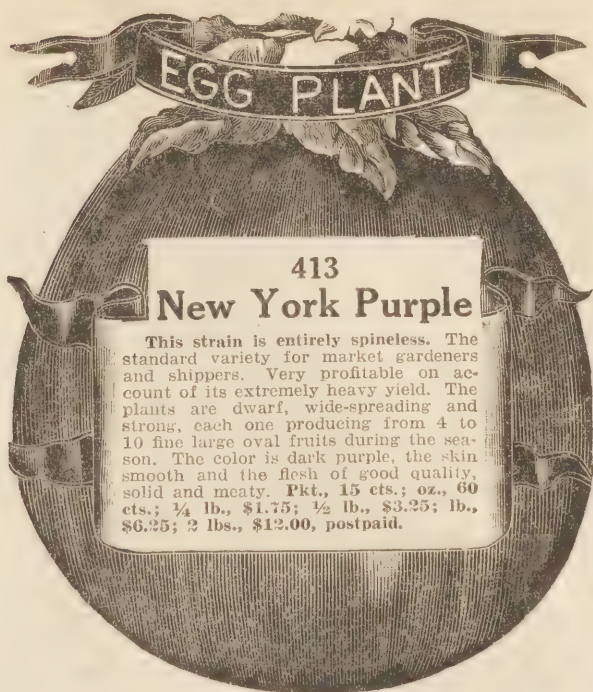 EGG PLANT
413
New York Purple
This strain is entirely spineless. The
standard variety for market gardeners
and shippers. Very profitable on ac-
count of its extremely heavy yield. The
plants are dwarf, wide-spreading and
strong, each one producing from 4 to
10 fine large oval fruits during the sea-
son. The color is dark purple, the skin
smooth and the flesh of good quality,
solid and meaty. Pkt., 15 cts.; oz., 60
cts.; ¼ lb., $1.75; ½ lb., $3.25; lb.,
$6.25; 2 lbs., $12.00, postpaid.